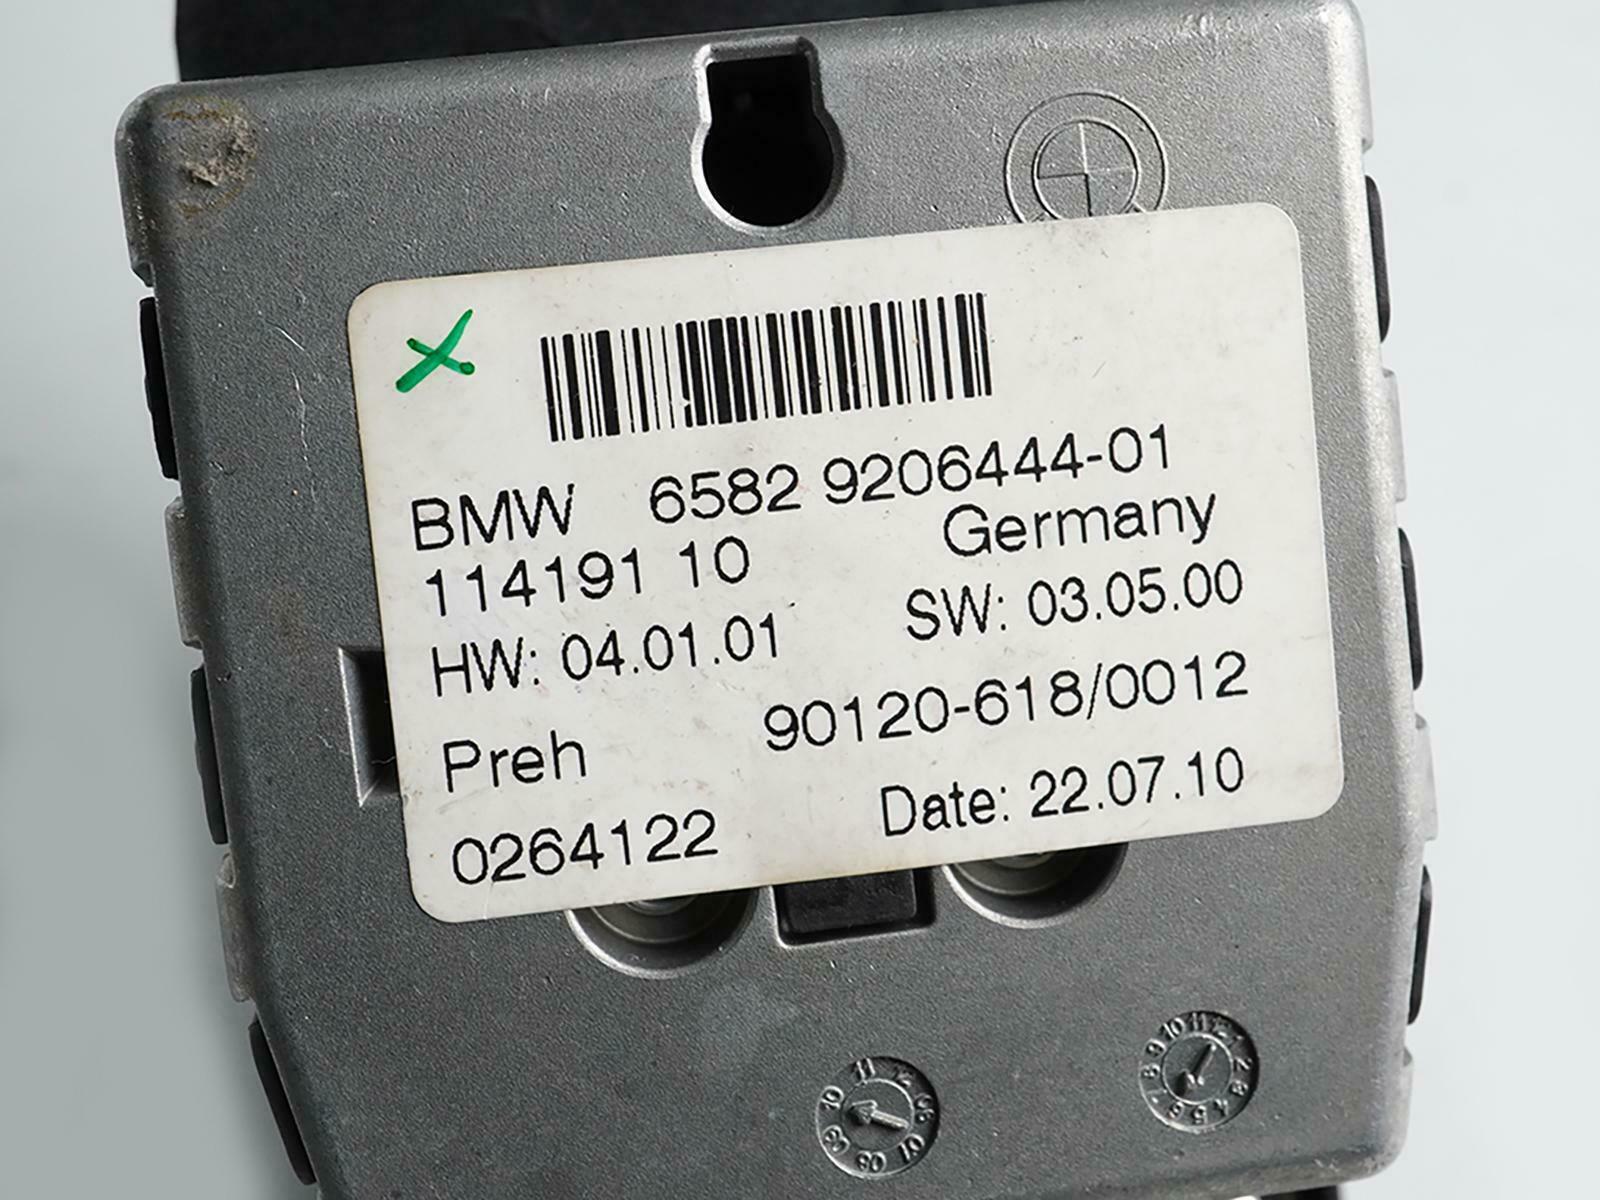 BMW 6582 9206444-01
114191 10 Germany
HW: 04.01.01 SW: 03.05.00
Preh 90120-618/0012
0264122 Date: 22.07.10